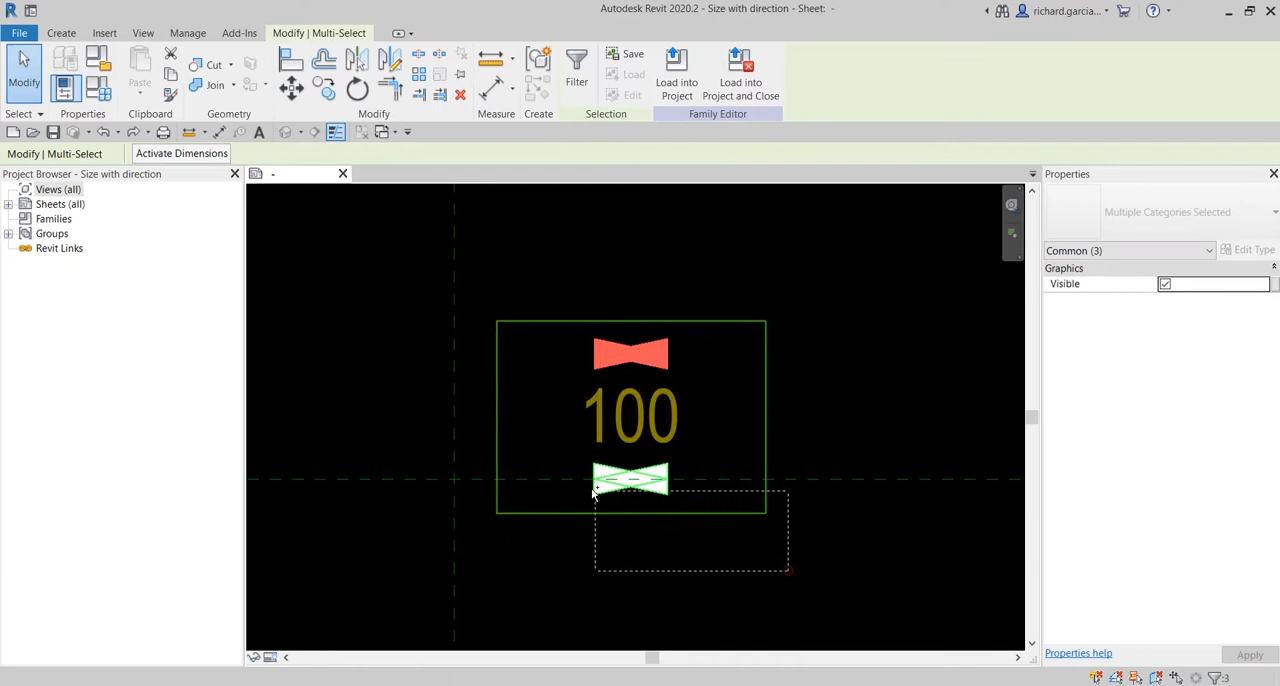 Autodesk Revit 2020.2 - Size with direction - Sheet: -
richard.garcia...
File Create Insert View Manage Add-Ins Modify | Multi-Select
Modify
Paste
Cut
Join
Filter
Save
Load
Edit
Load into
Project
Load into
Project and Close
Select Properties Clipboard Geometry Modify Measure Create Selection Family Editor
Modify | Multi-Select Activate Dimensions
Project Browser - Size with direction
-
Properties
Views (all)
Sheets (all)
Families
Groups
Revit Links
Multiple Categories Selected
Common (3)
Edit Type
Graphics
Visible
100
Properties help
Apply
:3